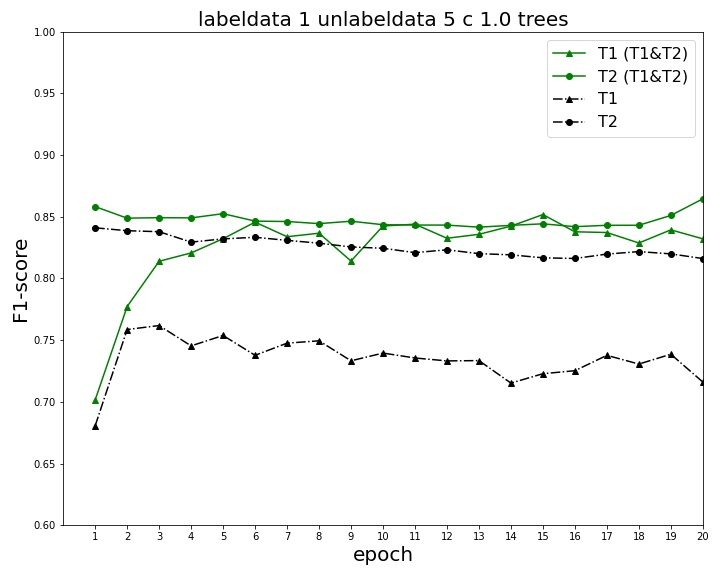 labeldata 1 unlabeldata 5 c 1.0 trees
T1 (T1&T2)
T2 (T1&T2)
T1
T2
F1-score
1.00
0.95
0.90
0.85
0.80
0.75
0.70
0.65
0.60
1 2 3 4 5 6 7 8 9 10 11 12 13 14 15 16 17 18 19 20
epoch